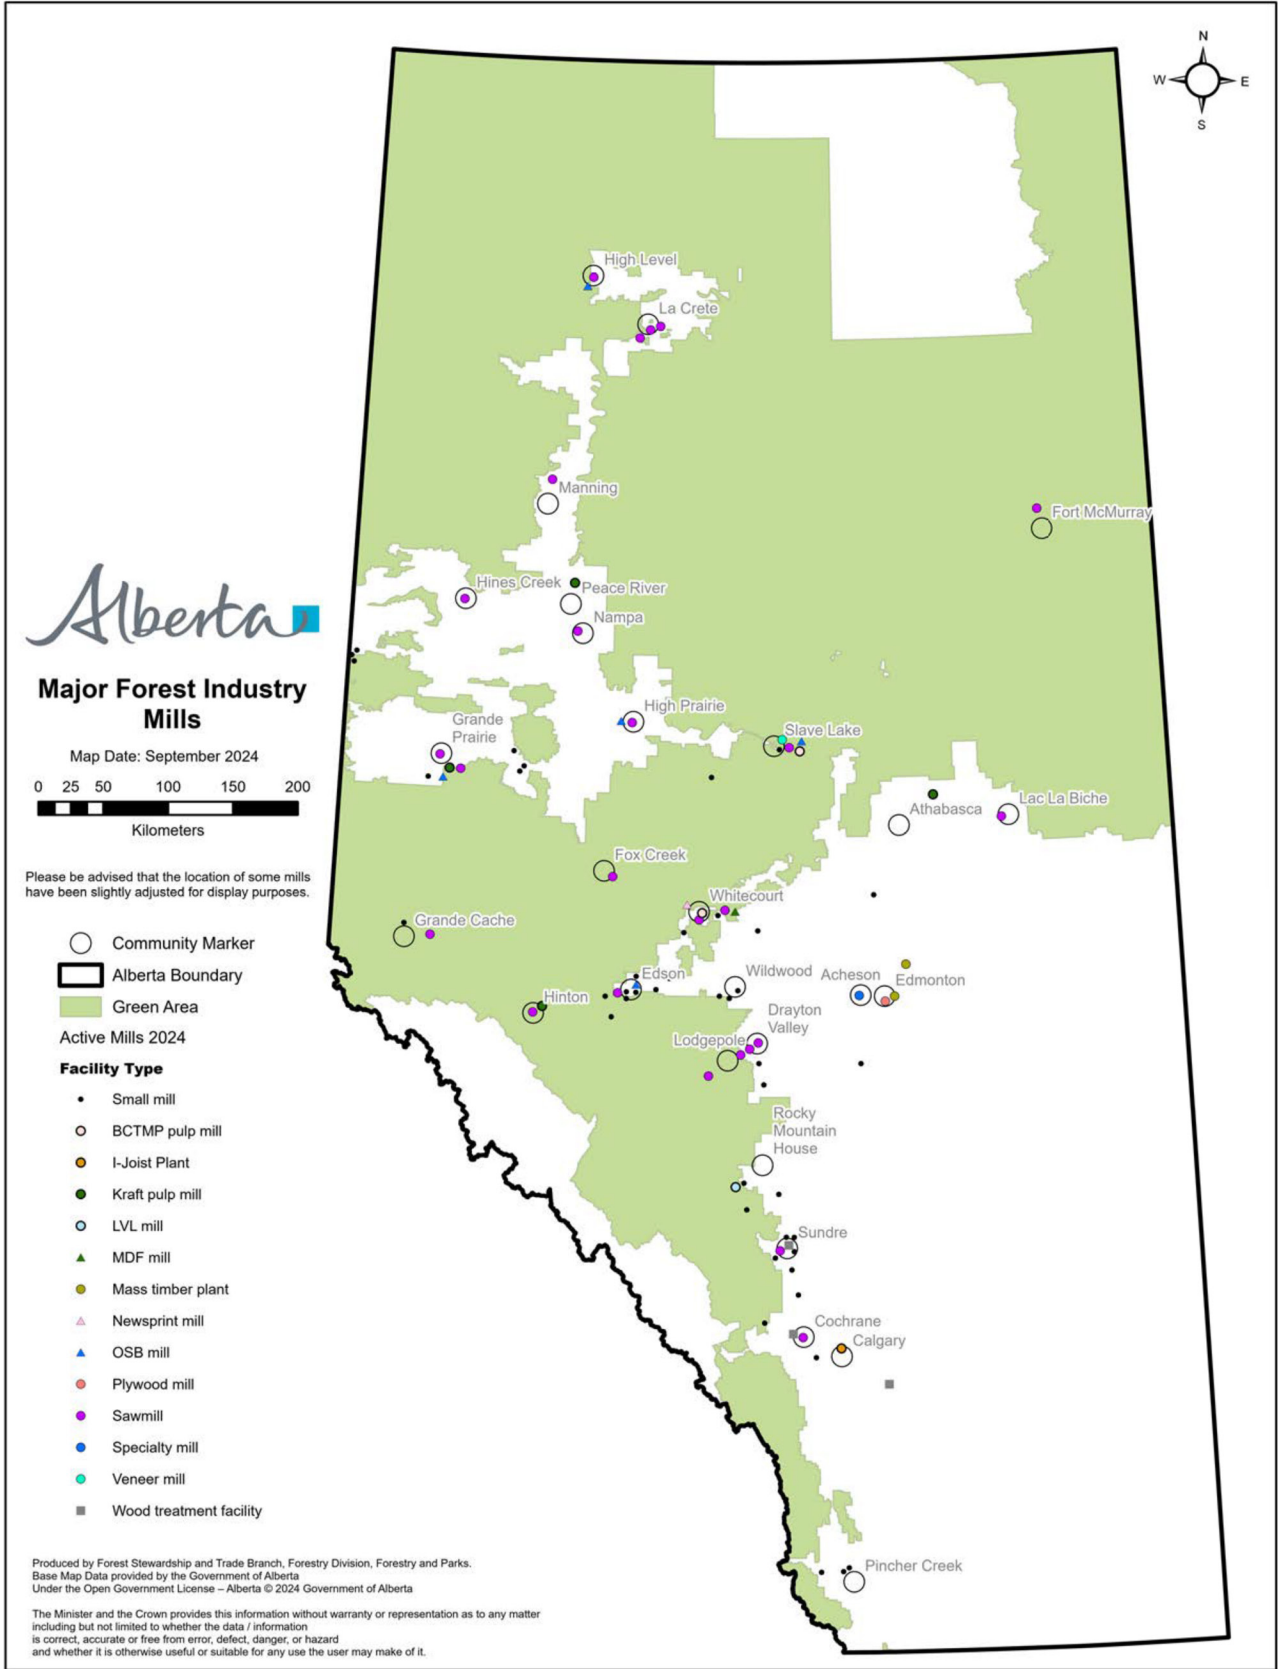 N
W E
S
High Level
La Crete
Manning
Fort McMurray
Hines Creek
Peace River
Nampa
High Prairie
Grande
Prairie
Slave Lake
Athabasca
Lac La Biche
Fox Creek
Whitecourt
Grande Cache
Edson
Wildwood
Acheson
Edmonton
Hinton
Drayton
Valley
Lodgepole
Rocky
Mountain
House
Sundre
Cochrane
Calgary
Pincher Creek
Alberta
Major Forest Industry
Mills
Map Date: September 2024
0 25 50 100 150 200
Kilometers
Please be advised that the location of some mills
have been slightly adjusted for display purposes.
Community Marker
Alberta Boundary
Green Area
Active Mills 2024
Facility Type
Small mill
BCTMP pulp mill
I-Joist Plant
Kraft pulp mill
LVL mill
MDF mill
Mass timber plant
Newsprint mill
OSB mill
Plywood mill
Sawmill
Specialty mill
Veneer mill
Wood treatment facility
Produced by Forest Stewardship and Trade Branch, Forestry Division, Forestry and Parks.
Base Map Data provided by the Government of Alberta
Under the Open Government License – Alberta © 2024 Government of Alberta
The Minister and the Crown provides this information without warranty or representation as to any matter
including but not limited to whether the data / information
is correct, accurate or free from error, defect, danger, or hazard
and whether it is otherwise useful or suitable for any use the user may make of it.